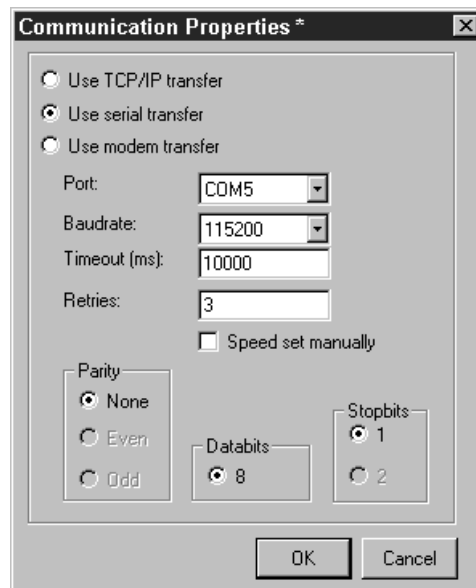 Communication Properties *
Use TCP/IP transfer
Use serial transfer
Use modem transfer
Port: COM5
Baudrate: 115200
Timeout (ms): 10000
Retries: 3
Speed set manually
Parity
None
Even
Odd
Databits
8
Stopbits
1
2
OK Cancel